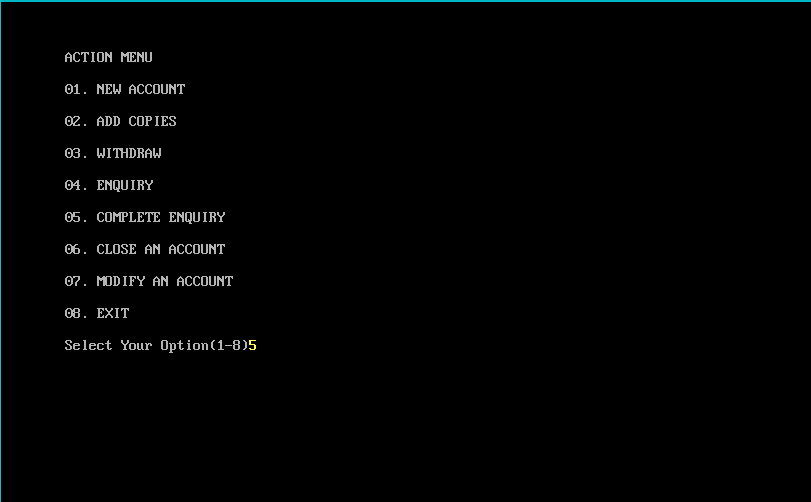 ACTION MENU
01. NEW ACCOUNT
02. ADD COPIES
03. WITHDRAW
04. ENQUIRY
05. COMPLETE ENQUIRY
06. CLOSE AN ACCOUNT
07. MODIFY AN ACCOUNT
08. EXIT
Select Your Option(1-8)5